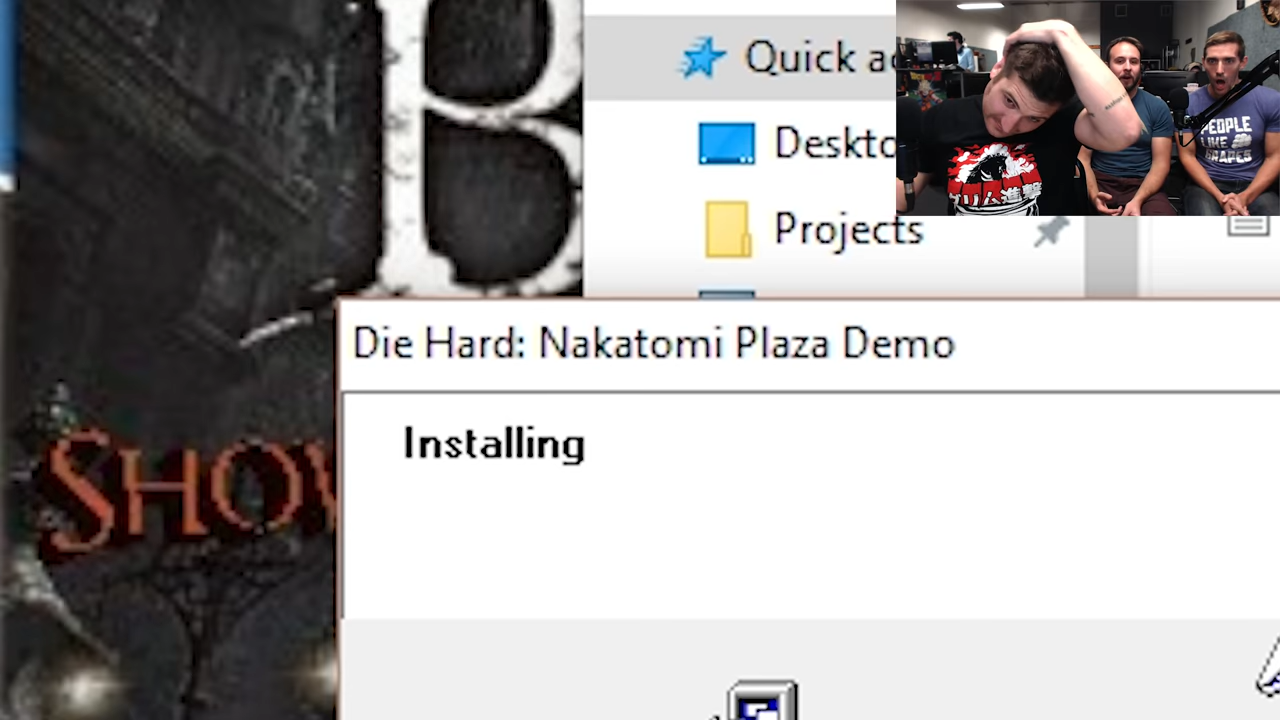 B
Quick ac
Deskto
Projects
PEOPLE
LIKE
GRAPES
Die Hard: Nakatomi Plaza Demo
Installing
SHOW